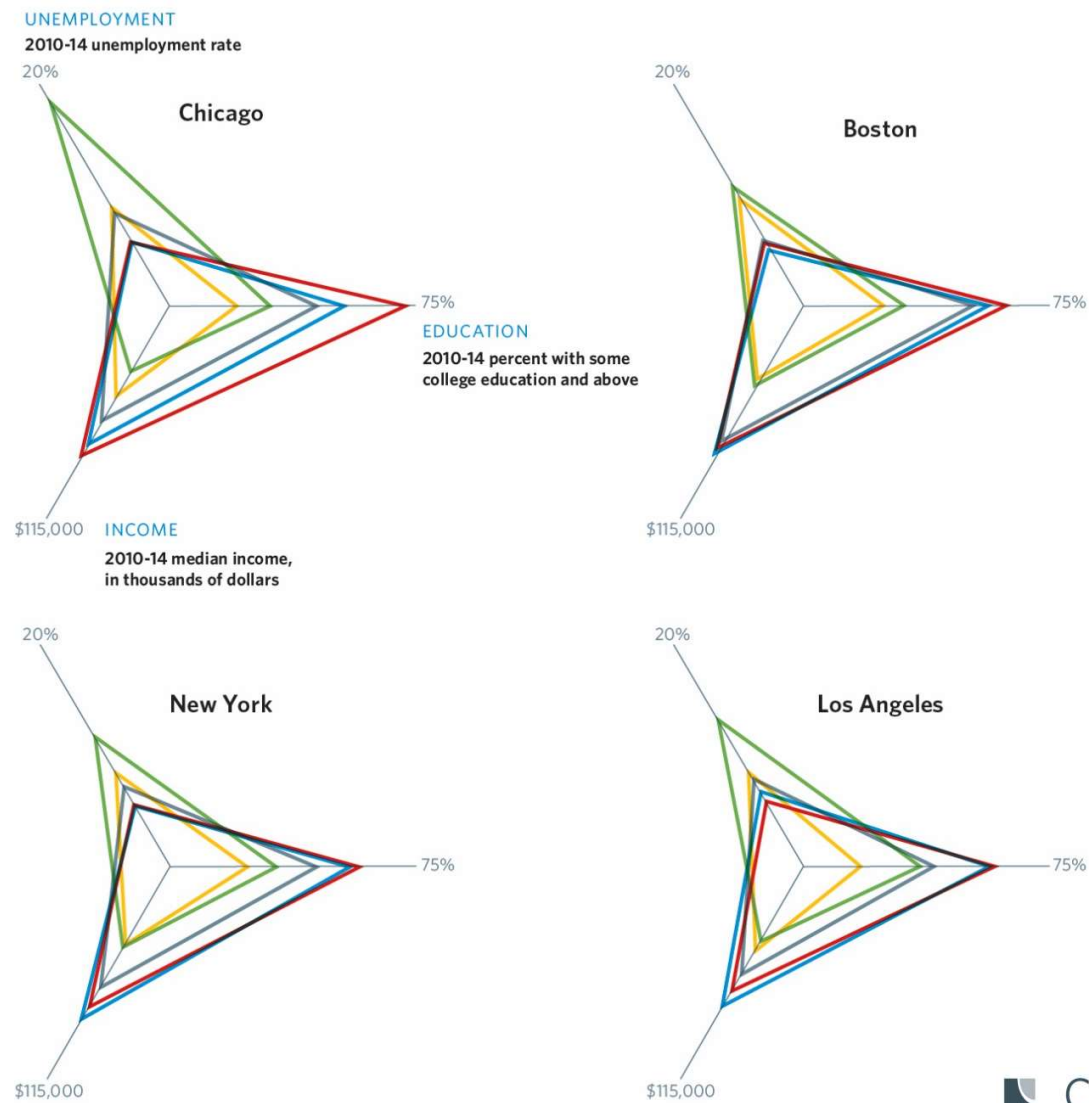 UNEMPLOYMENT
2010-14 unemployment rate
20%
Chicago
75%
EDUCATION
2010-14 percent with some
college education and above
$115,000
INCOME
2010-14 median income,
in thousands of dollars
20%
Boston
75%
$115,000
20%
New York
75%
$115,000
20%
Los Angeles
75%
$115,000